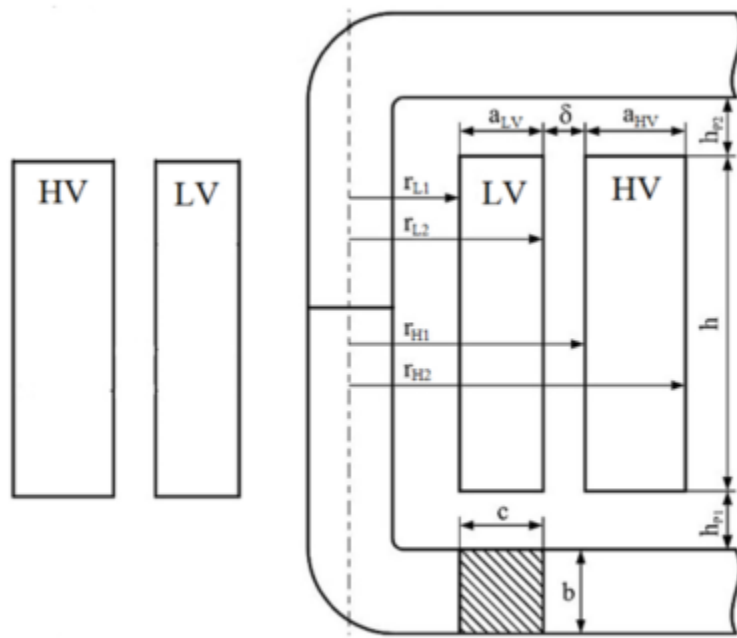 a_LV
δ
a_HV
h_P2
HV
LV
r_L1
LV
HV
r_L2
h
r_H1
r_H2
c
h_P1
b